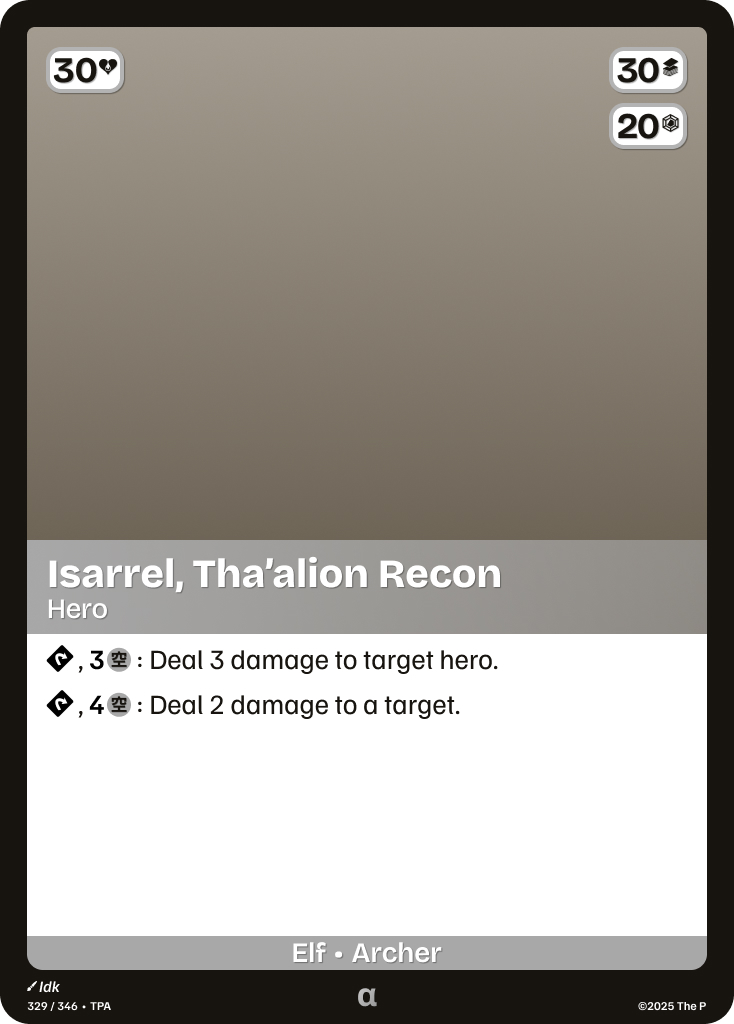 30
30
20
Isarrel, Tha’alion Recon
Hero
, 3空 : Deal 3 damage to target hero.
, 4空 : Deal 2 damage to a target.
Elf • Archer
Idk
329 / 346 • TPA
α
©2025 The P